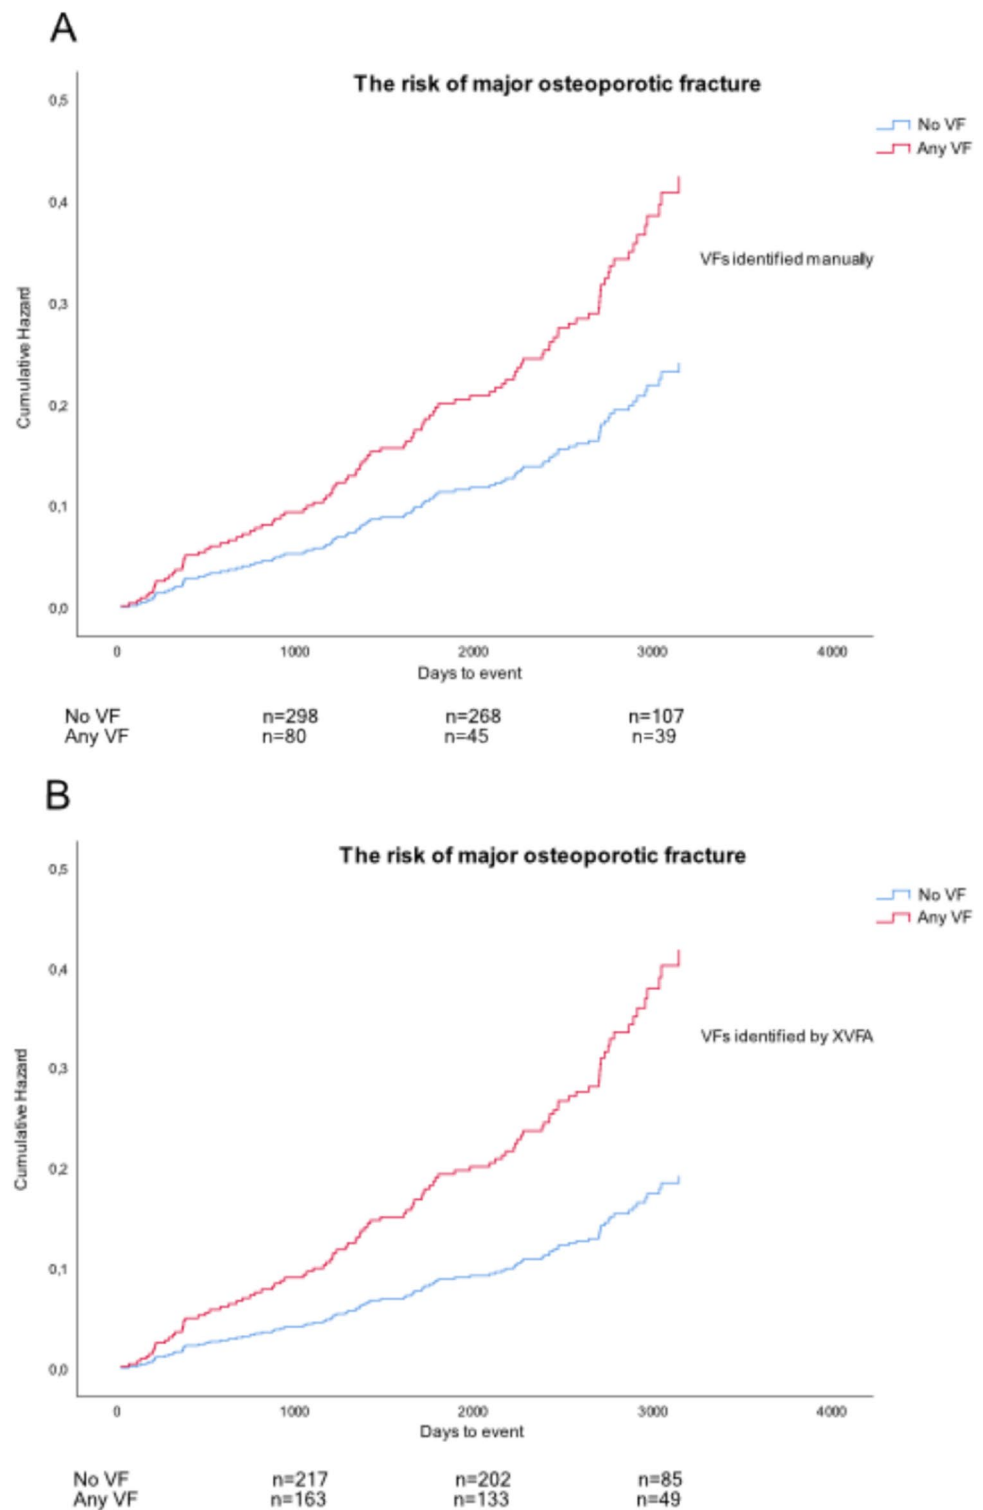 A
The risk of major osteoporotic fracture
0,5
No VF
Any VF
0,4
VFs identified manually
0,3
Cumulative Hazard
0,2
0,1
0,0
0 1000 2000 3000 4000
Days to event
No VF n=298 n=268 n=107
Any VF n=80 n=45 n=39
B
The risk of major osteoporotic fracture
0,5
No VF
Any VF
0,4
VFs identified by XVFA
0,3
Cumulative Hazard
0,2
0,1
0,0
0 1000 2000 3000 4000
Days to event
No VF n=217 n=202 n=85
Any VF n=163 n=133 n=49